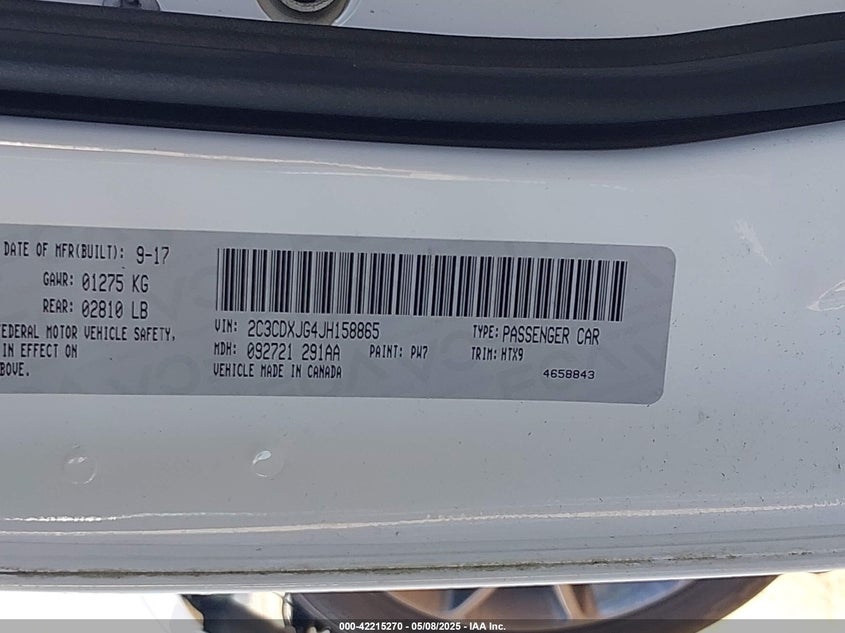 DATE OF MFR(BUILT): 9-17
GAWR: 01275 KG
REAR: 02810 LB
FEDERAL MOTOR VEHICLE SAFETY,
IN EFFECT ON
ABOVE.
VIN: 2C3CDXJG4JH158865
TYPE: PASSENGER CAR
MDH: 092721 291AA
PAINT: PW7
TRIM: HTX9
VEHICLE MADE IN CANADA
4658843
000-42215270 - 05/08/2025 - IAA Inc.